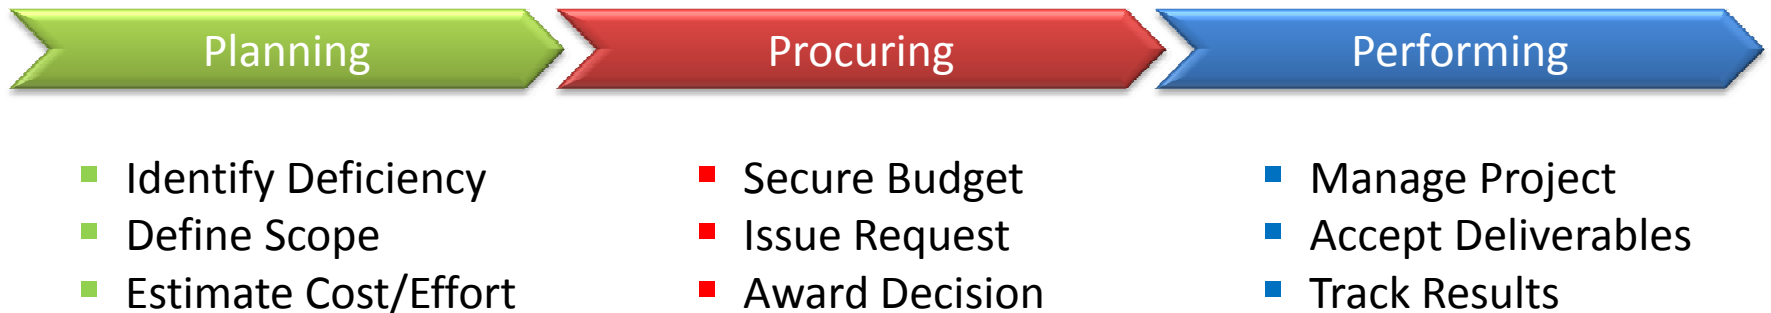 Planning
Procuring
Performing
Identify Deficiency
Define Scope
Estimate Cost/Effort
Secure Budget
Issue Request
Award Decision
Manage Project
Accept Deliverables
Track Results